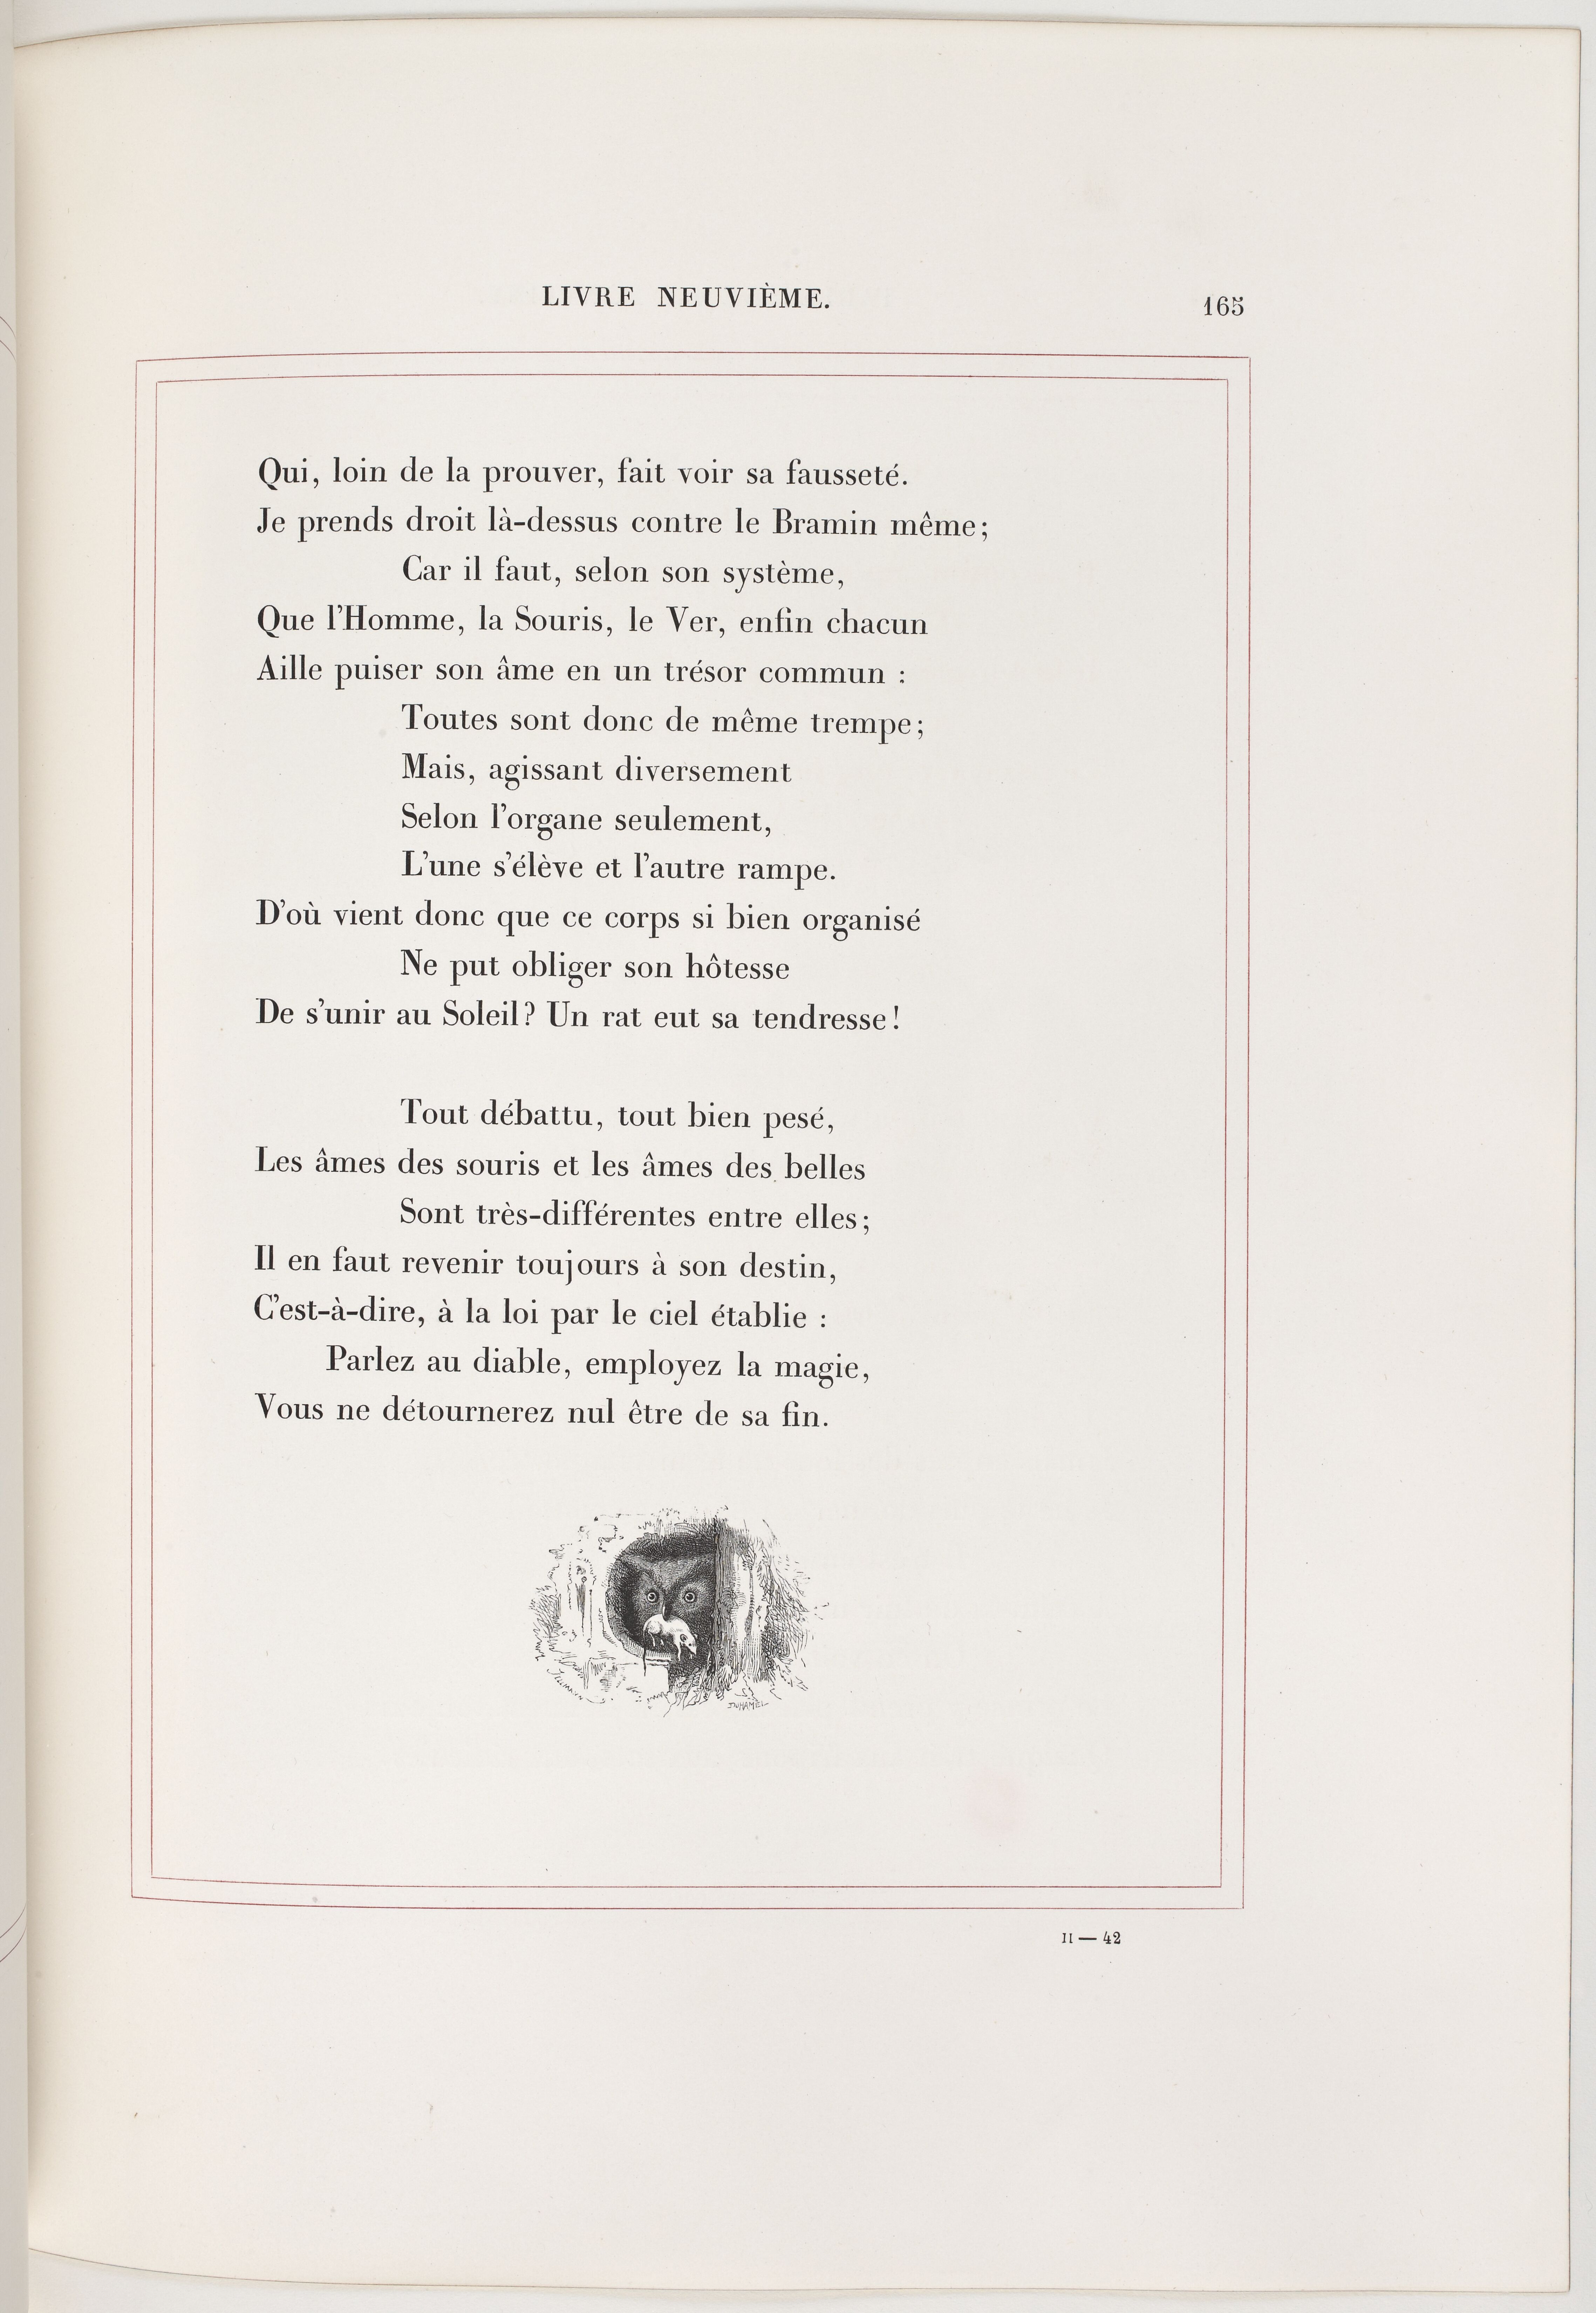 LIVRE NEUVIÈME.
165
Qui, loin de la prouver, fait voir sa fausseté.
Je prends droit là-dessus contre le Bramin même;
Car il faut, selon son système,
Que l'Homme, la Souris, le Ver, enfin chacun
Aille puiser son âme en un trésor commun :
Toutes sont donc de même trempe;
Mais, agissant diversement
Selon l'organe seulement,
L'une s'élève et l'autre rampe.
D'où vient donc que ce corps si bien organisé
Ne put obliger son hôtesse
De s'unir au Soleil? Un rat eut sa tendresse!
Tout débattu, tout bien pesé,
Les âmes des souris et les âmes des belles
Sont très-différentes entre elles;
Il en faut revenir toujours à son destin,
C'est-à-dire, à la loi par le ciel établie :
Parlez au diable, employez la magie,
Vous ne détournerez nul être de sa fin.
DUHAMEL
II — 42